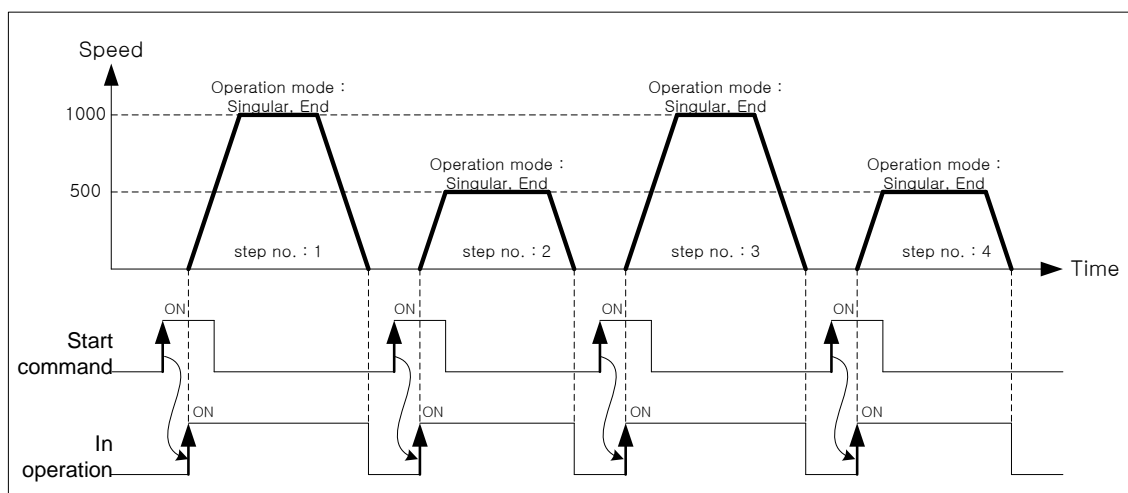 Speed
Operation mode :
Singular, End
Operation mode :
Singular, End
1000
Operation mode :
Singular, End
Operation mode :
Singular, End
500
step no. : 1
step no. : 2
step no. : 3
step no. : 4
Time
ON
ON
ON
ON
Start
command
ON
ON
ON
ON
In
operation